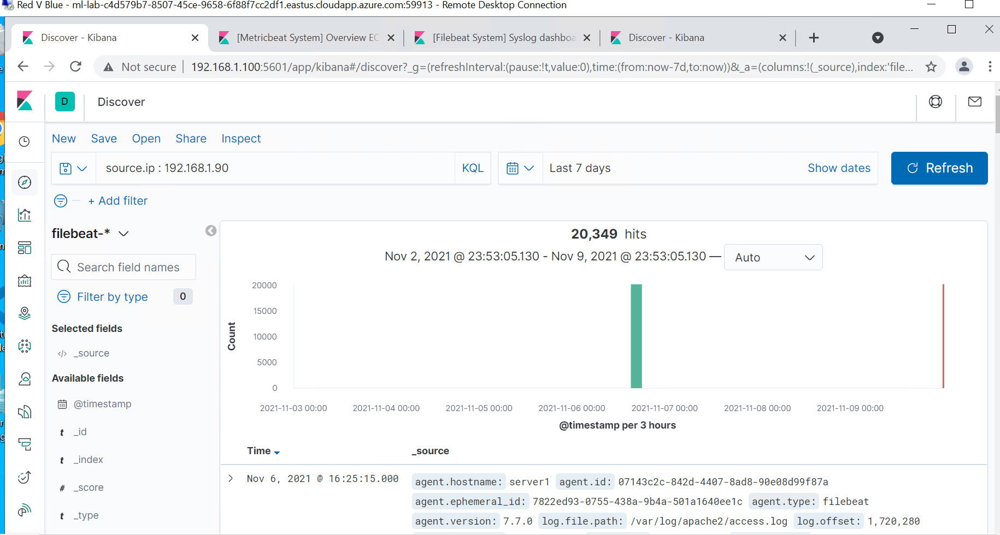 Red V Blue - ml-lab-c4d579b7-8507-45ce-9658-6f88f7cc2df1.eastus.cloudapp.azure.com:59913 - Remote Desktop Connection
Discover - Kibana
[Metricbeat System] Overview EC
[Filebeat System] Syslog dashboa
Discover - Kibana
Not secure
192.168.1.100:5601/app/kibana#/discover?_g=(refreshInterval:(pause:!t,value:0),time:(from:now-7d,to:now))&_a=(columns:!(_source),index:'file...
D
Discover
New Save Open Share Inspect
source.ip : 192.168.1.90
KQL
Last 7 days
Show dates
Refresh
+ Add filter
filebeat-*
Search field names
Filter by type
0
Selected fields
</> _source
Available fields
@timestamp
t _id
t _index
# _score
t _type
20,349 hits
Nov 2, 2021 @ 23:53:05.130 - Nov 9, 2021 @ 23:53:05.130 —
Auto
20000
15000
10000
5000
0
Count
2021-11-03 00:00
2021-11-04 00:00
2021-11-05 00:00
2021-11-06 00:00
2021-11-07 00:00
2021-11-08 00:00
2021-11-09 00:00
@timestamp per 3 hours
Time
_source
Nov 6, 2021 @ 16:25:15.000
agent.hostname: server1 agent.id: 07143c2c-842d-4407-8ad8-90e08d99f87a
agent.ephemeral_id: 7822ed93-0755-438a-9b4a-501a1640ee1c agent.type: filebeat
agent.version: 7.7.0 log.file.path: /var/log/apache2/access.log log.offset: 1,720,280